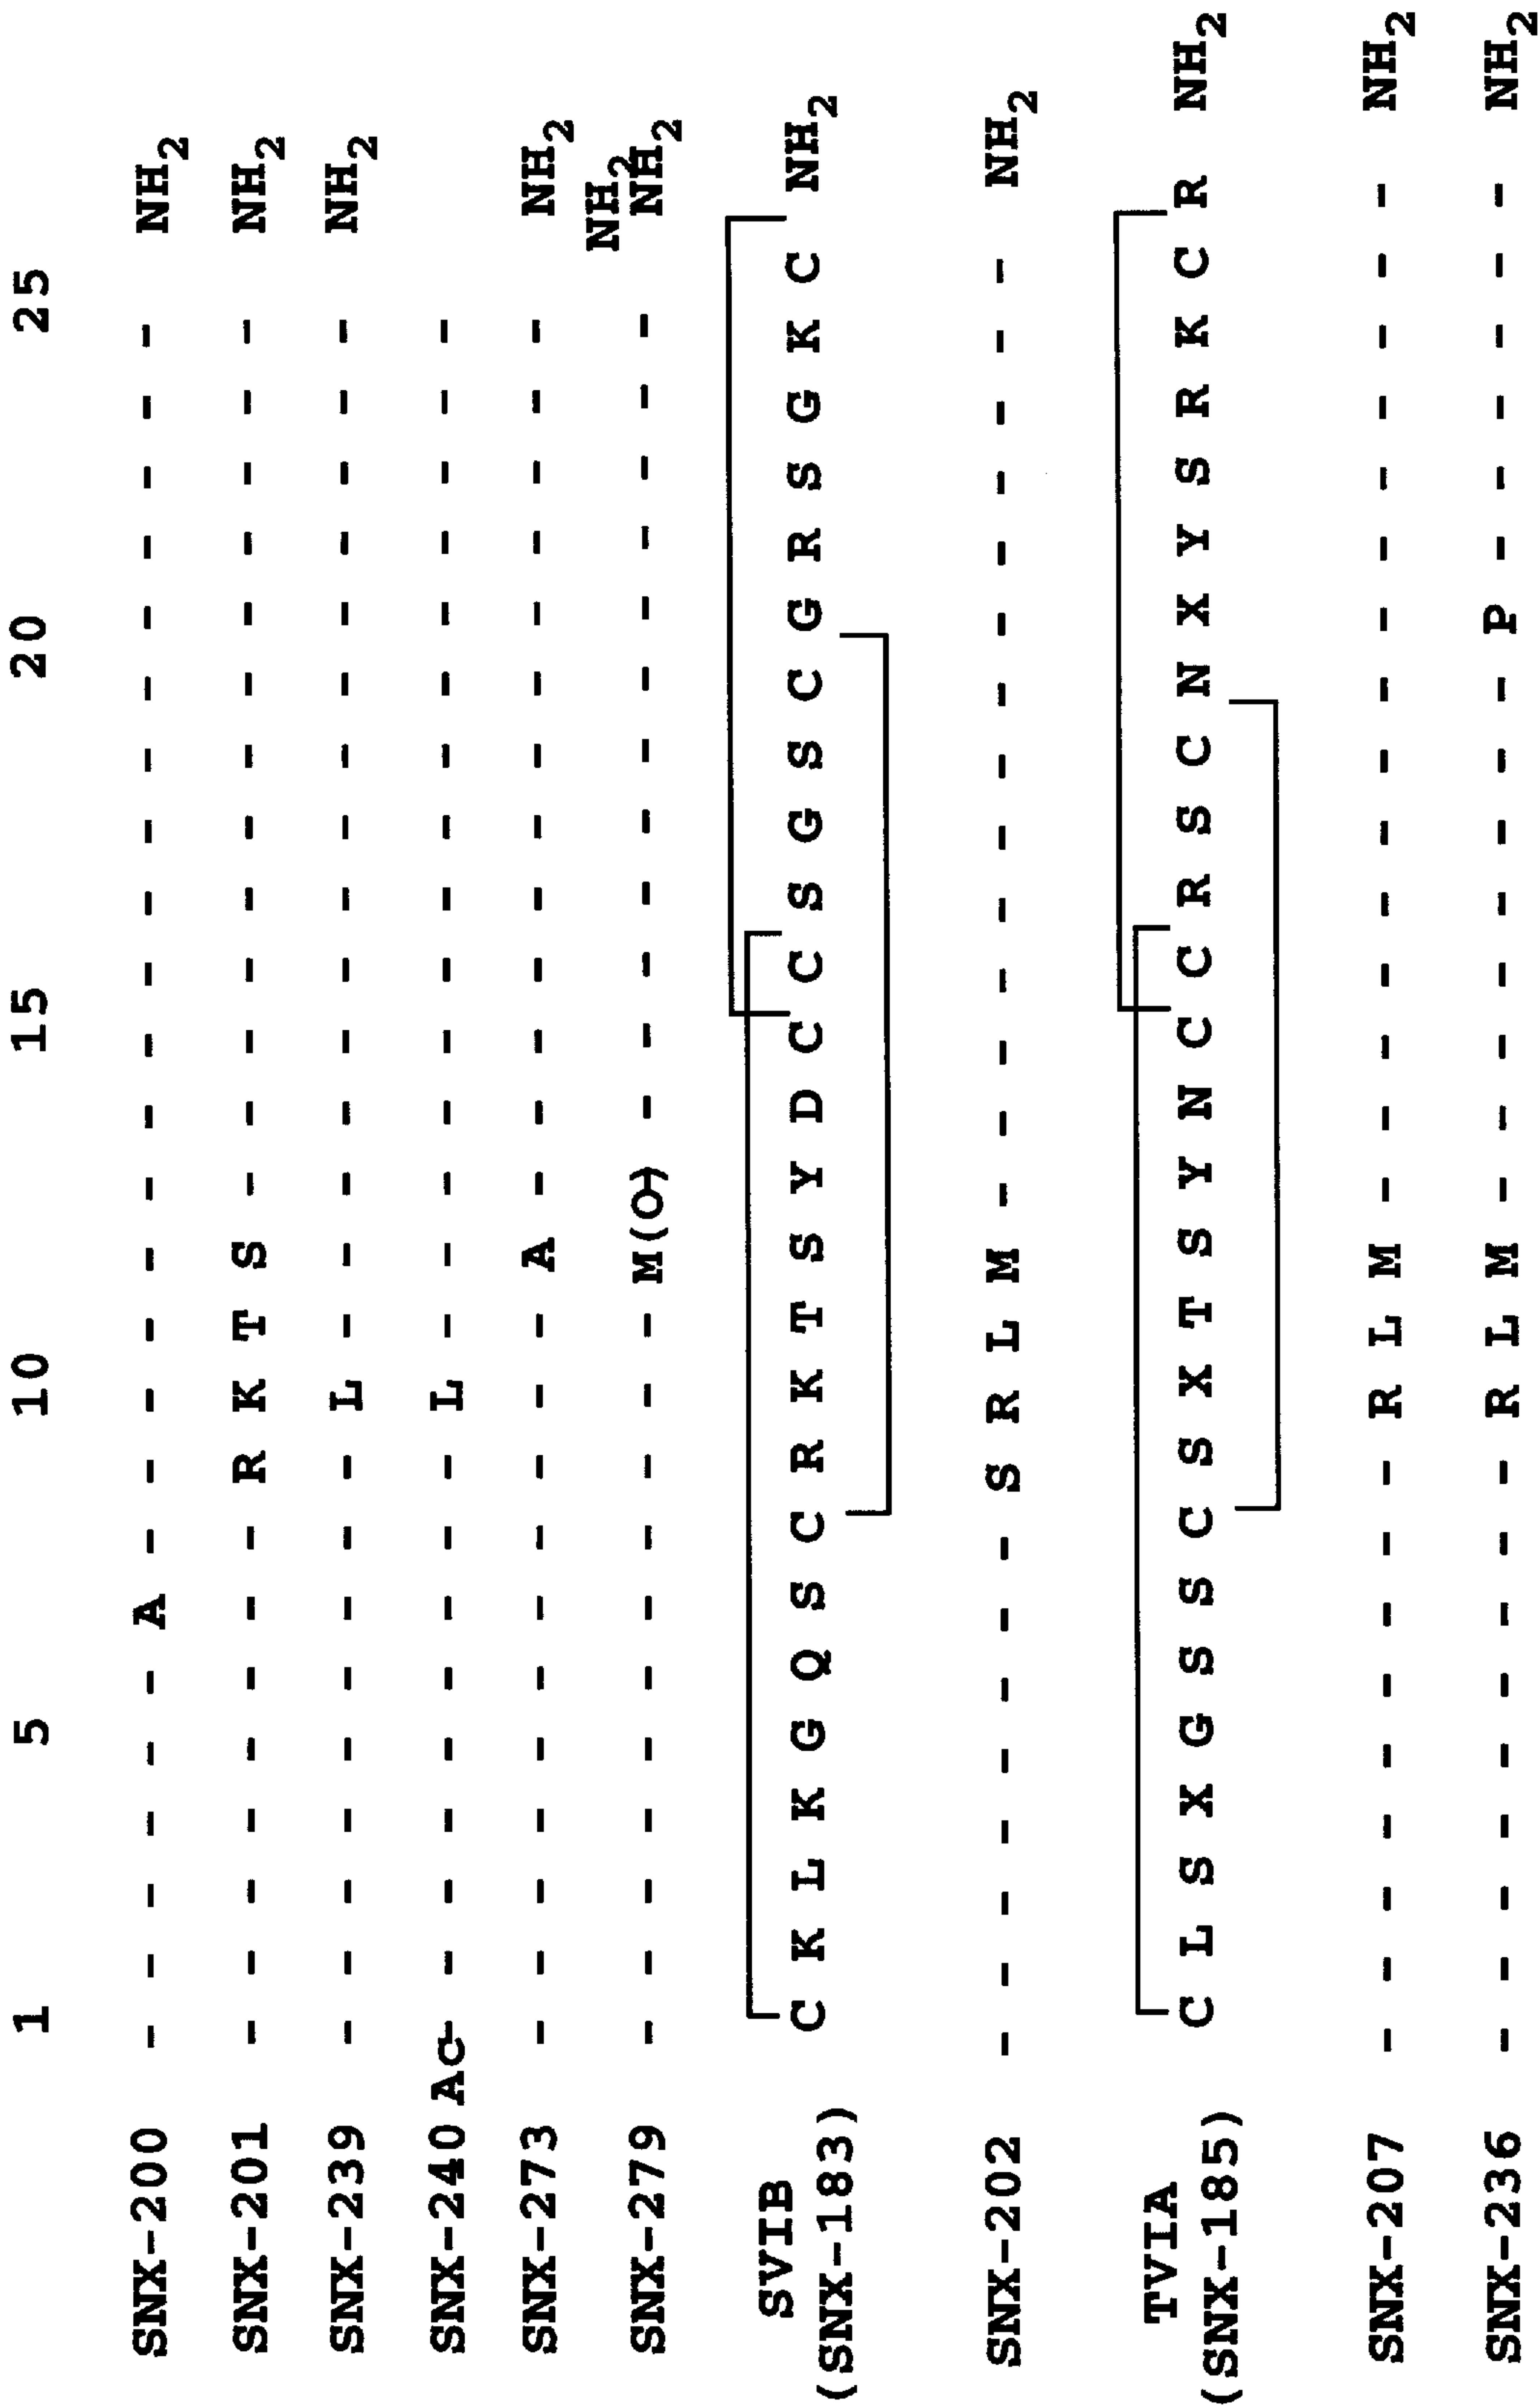 1 5 10 15 20 25
SNX-200 - - - - - - A - - - - - - - - - - - - - - - - - - NH2
SNX-201 - - - - - - - - R K T S - - - - - - - - - - - - - NH2
SNX-239 - - - - - - - - - L - - - - - - - - - - - - - - - NH2
SNX-240 Ac- - - - - - - - - L - - - - - - - - - - - - - - -
SNX-273 - - - - - - - - - - - A - - - - - - - - - - - - - NH2
NH2
SNX-279 - - - - - - - - - - - M(O) - - - - - - - - - - - - - NH2
SVIB C K L K G Q S C R K T S Y D C C S G S C G R S G K C NH2
(SNX-183)
SNX-202 - - - - - - - - S R L M - - - - - - - - - - - - - - NH2
TVIA C L S X G S S C S X T S Y N C C R S C N X Y S R K C R NH2
(SNX-185)
SNX-207 - - - - - - - - - R L M - - - - - - - - - - - - - - - NH2
SNX-236 - - - - - - - - - R L M - - - - - - - - P - - - - - - NH2